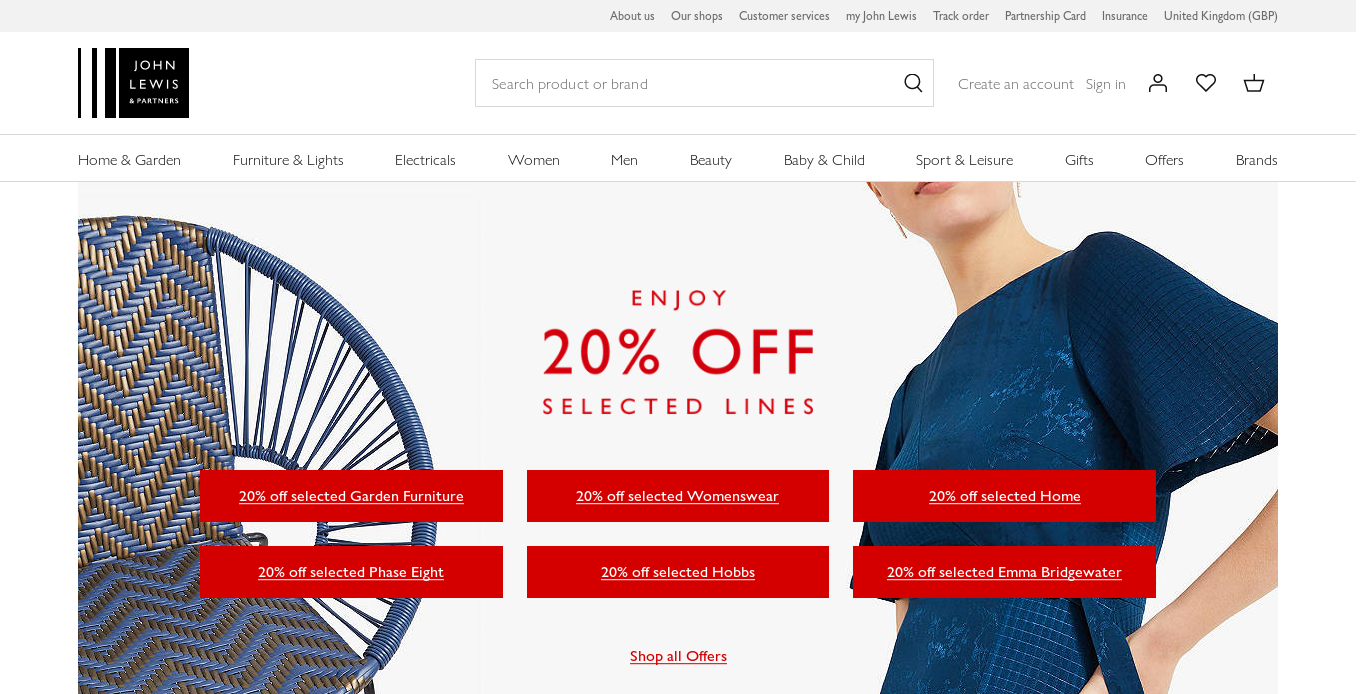 About us Our shops Customer services my John Lewis Track order Partnership Card Insurance United Kingdom (GBP)
JOHN
LEWIS
& PARTNERS
Search product or brand
Create an account Sign in
Home & Garden Furniture & Lights Electricals Women Men Beauty Baby & Child Sport & Leisure Gifts Offers Brands
ENJOY
20% OFF
SELECTED LINES
20% off selected Garden Furniture 20% off selected Womenswear 20% off selected Home
20% off selected Phase Eight 20% off selected Hobbs 20% off selected Emma Bridgewater
Shop all Offers